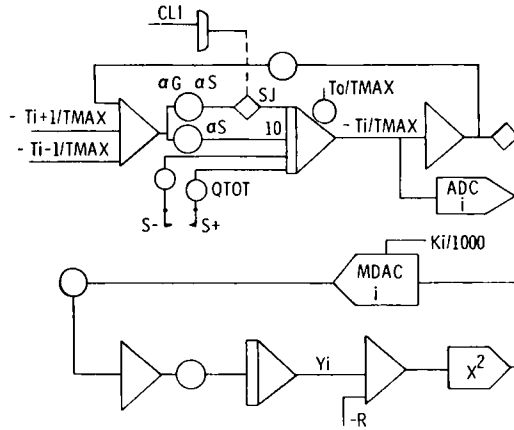 CL1
αG αS
SJ
To/TMAX
- Ti+1/TMAX
αS
10
- Ti/TMAX
- Ti-1/TMAX
QTOT
ADC
i
S-
S+
Ki/1000
MDAC
i
Yi
X²
-R